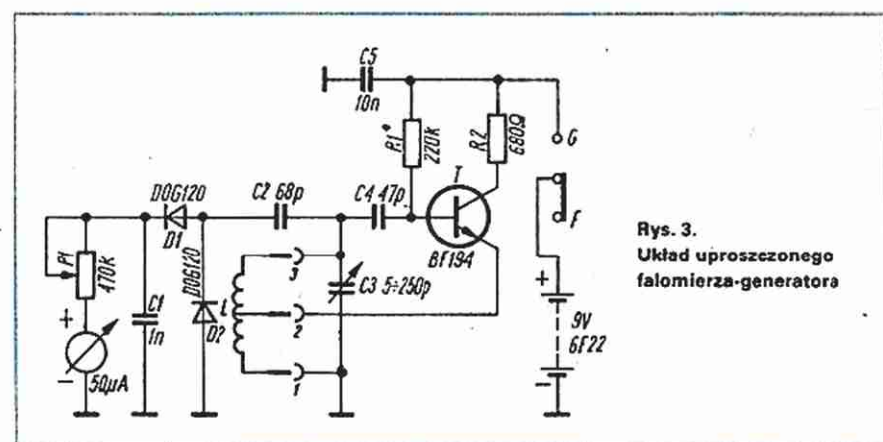 C5
10n
R1*
220k
R2
680Ω
G
F
T
BF194
DOG120
D1
C2 68p
C4 47p
P1
470k
C1
1n
DOG120
D2
L
3
2
1
C3 5÷250p
+
-
50µA
+
-
9V
6F22
Rys. 3.
Układ uproszczonego
falomierza-generatora